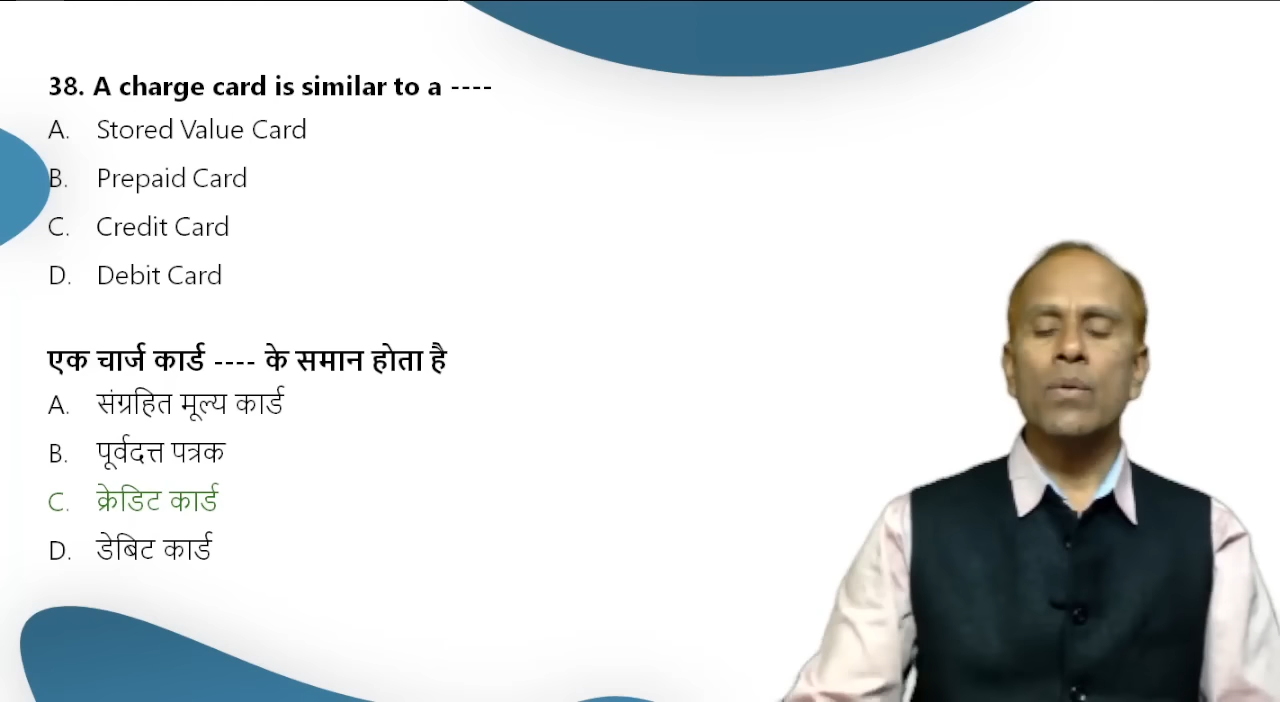 38. A charge card is similar to a ----
A. Stored Value Card
B. Prepaid Card
C. Credit Card
D. Debit Card
एक चार्ज कार्ड ---- के समान होता है
A. संग्रहित मूल्य कार्ड
B. पूर्वदत्त पत्रक
C. क्रेडिट कार्ड
D. डेबिट कार्ड